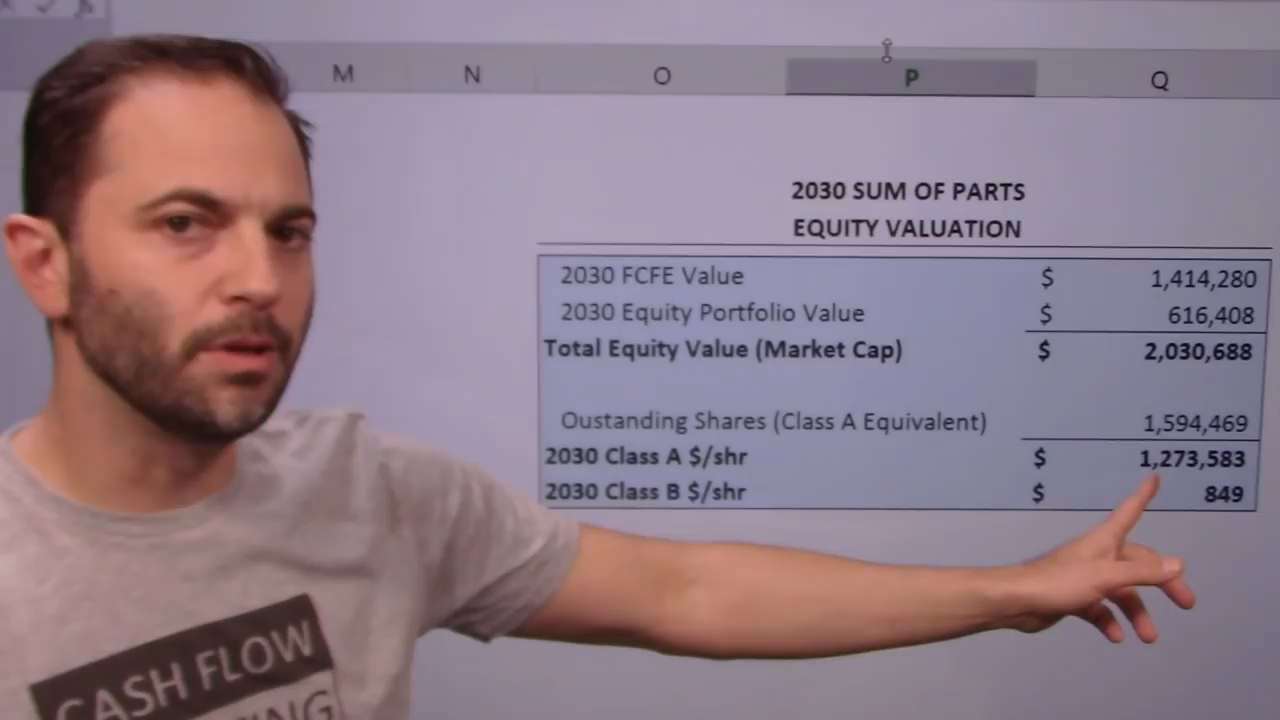 M N O P Q
2030 SUM OF PARTS
EQUITY VALUATION
2030 FCFE Value $ 1,414,280
2030 Equity Portfolio Value $ 616,408
Total Equity Value (Market Cap) $ 2,030,688
Oustanding Shares (Class A Equivalent) 1,594,469
2030 Class A $/shr $ 1,273,583
2030 Class B $/shr $ 849
CASH FLOW